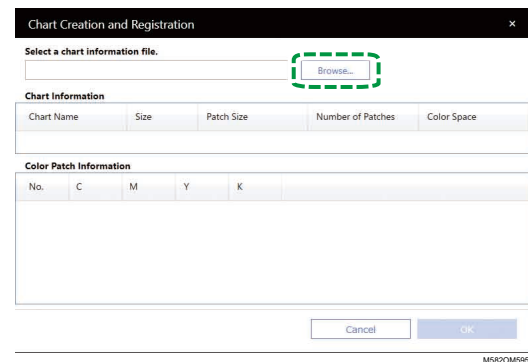 Chart Creation and Registration ×
Select a chart information file.
Browse...
Chart Information
Chart Name Size Patch Size Number of Patches Color Space
Color Patch Information
No. C M Y K
Cancel OK
M582OM595